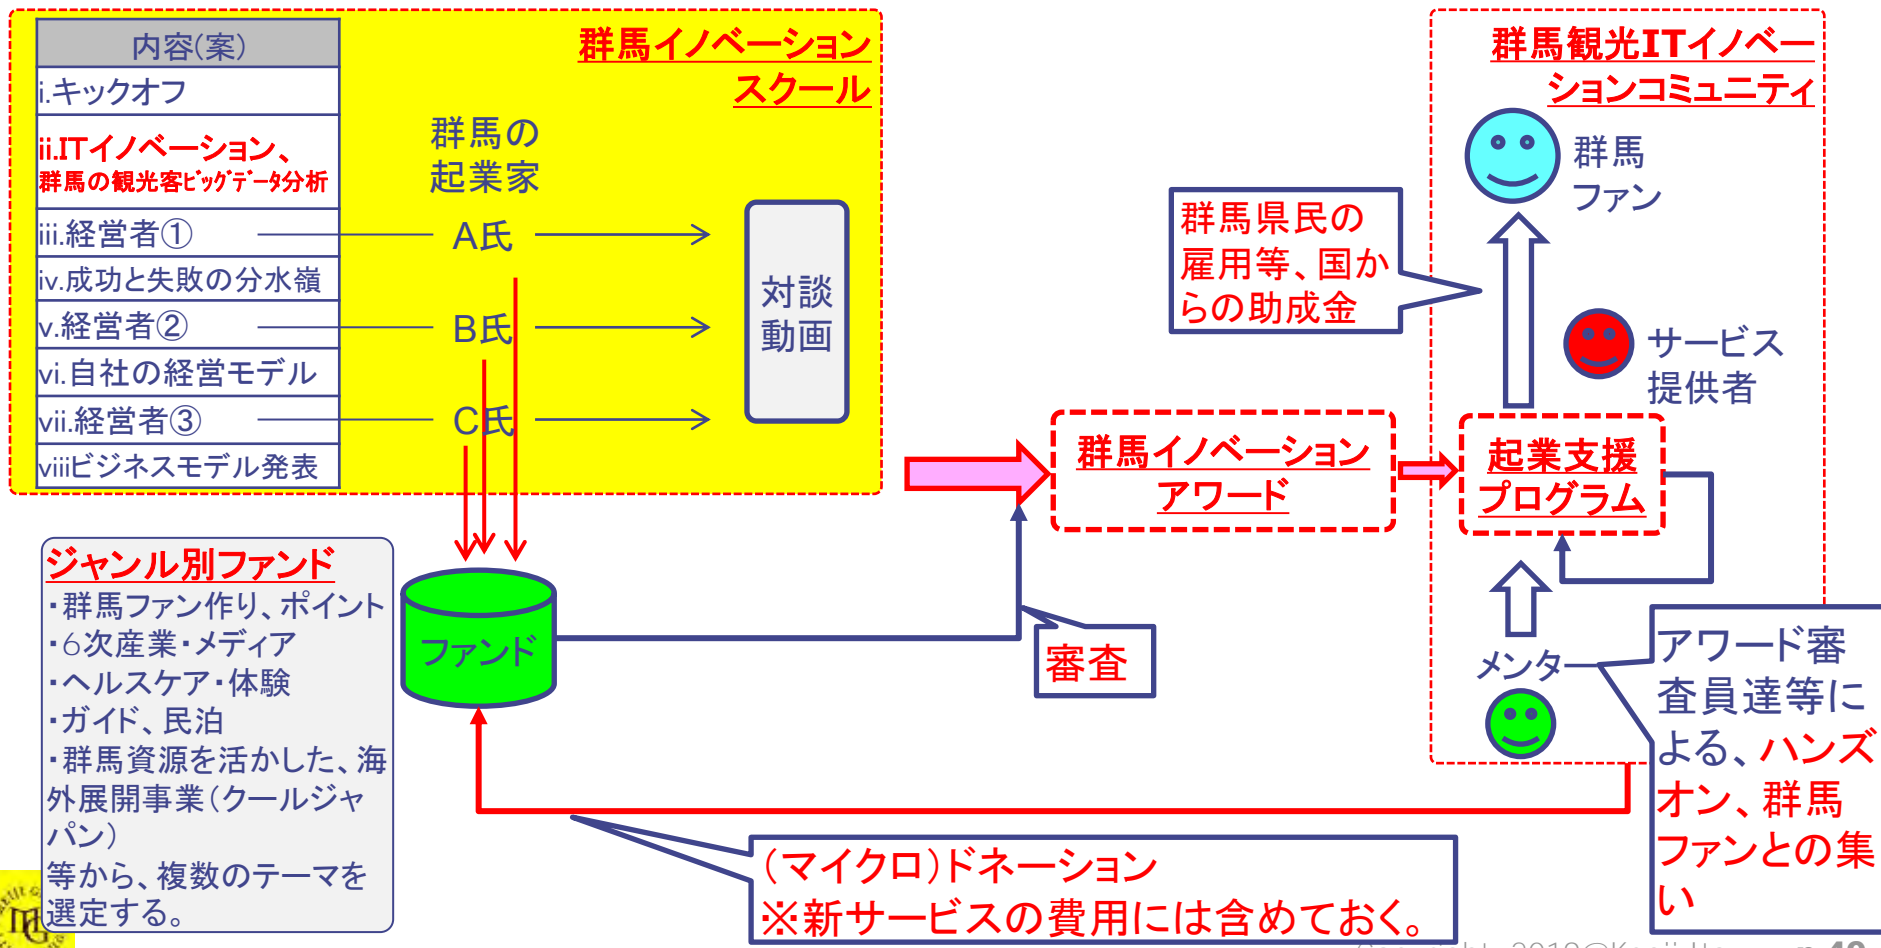 内容(案)
i.キックオフ
ii.ITイノベーション、
群馬の観光客ﾋﾞｯｸﾞﾃﾞｰﾀ分析
iii.経営者①
iv.成功と失敗の分水嶺
v.経営者②
vi.自社の経営モデル
vii.経営者③
viiiビジネスモデル発表
群馬イノベーション
スクール
群馬の
起業家
A氏
B氏
C氏
対談
動画
群馬観光ITイノベー
ションコミュニティ
群馬
ファン
群馬県民の
雇用等、国か
らの助成金
サービス
提供者
群馬イノベーション
アワード
起業支援
プログラム
ジャンル別ファンド
・群馬ファン作り、ポイント
・6次産業・メディア
・ヘルスケア・体験
・ガイド、民泊
・群馬資源を活かした、海
外展開事業(クールジャ
パン)
等から、複数のテーマを
選定する。
ファンド
審査
メンター
アワード審
査員達等に
よる、ハンズ
オン、群馬
ファンとの集
い
(マイクロ)ドネーション
※新サービスの費用には含めておく。